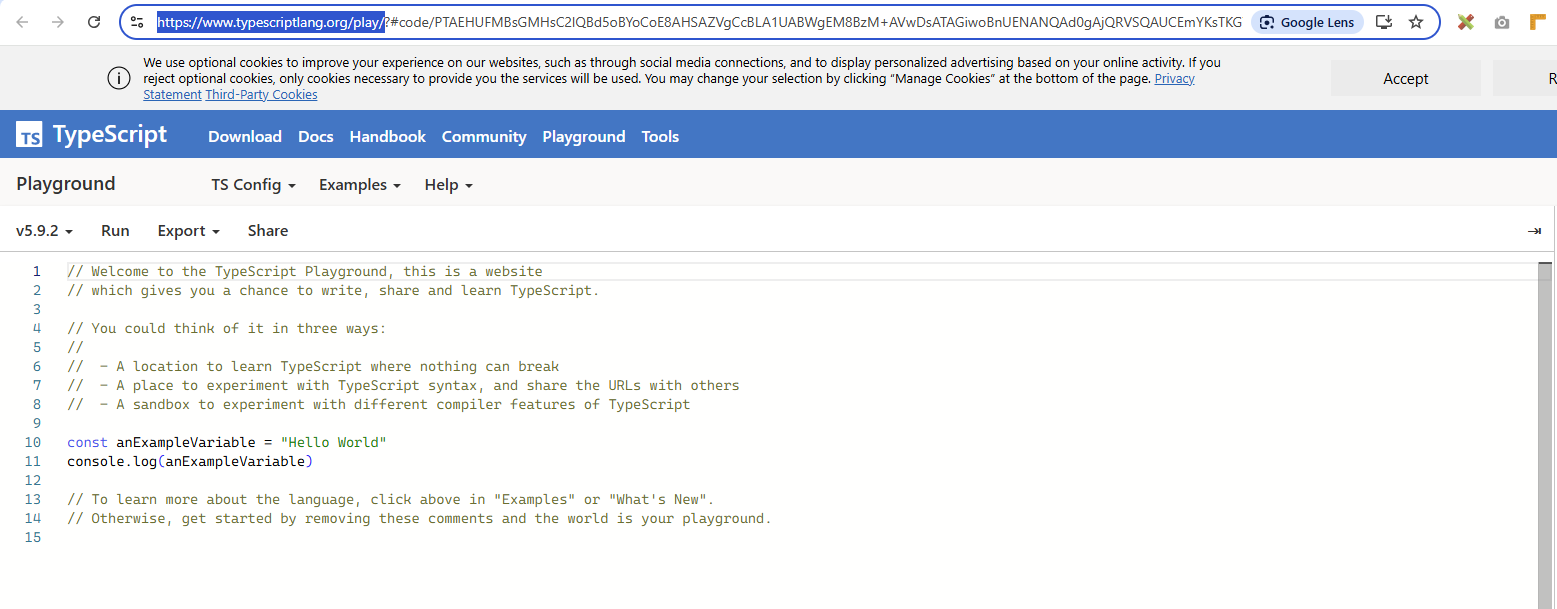 https://www.typescriptlang.org/play/?#code/PTAEHUFMBsGMHsC2lQBd5oBYoCoE8AHSAZVgCcBLA1UABWgEM8BzM+AVwDsATAGiwoBnUENANQAd0gAjQRVSQAUCEmYKsTKG Google Lens
We use optional cookies to improve your experience on our websites, such as through social media connections, and to display personalized advertising based on your online activity. If you
reject optional cookies, only cookies necessary to provide you the services will be used. You may change your selection by clicking “Manage Cookies” at the bottom of the page. Privacy
Statement Third-Party Cookies
Accept
R
TS TypeScript Download Docs Handbook Community Playground Tools
Playground TS Config Examples Help
v5.9.2 Run Export Share
1 // Welcome to the TypeScript Playground, this is a website
2 // which gives you a chance to write, share and learn TypeScript.
3
4 // You could think of it in three ways:
5 //
6 //  - A location to learn TypeScript where nothing can break
7 //  - A place to experiment with TypeScript syntax, and share the URLs with others
8 //  - A sandbox to experiment with different compiler features of TypeScript
9
10 const anExampleVariable = "Hello World"
11 console.log(anExampleVariable)
12
13 // To learn more about the language, click above in "Examples" or "What's New".
14 // Otherwise, get started by removing these comments and the world is your playground.
15